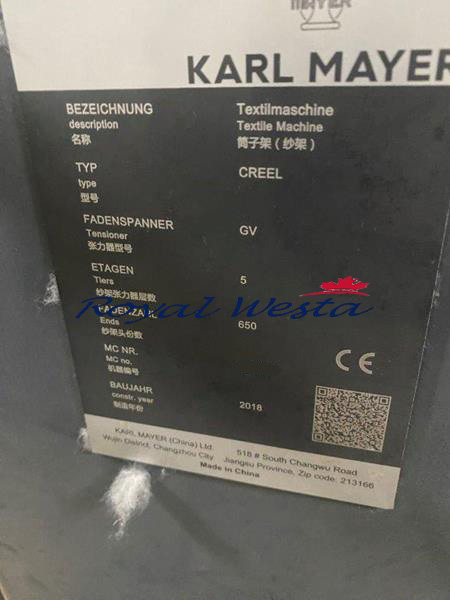 MAYER
KARL MAYER
BEZEICHNUNG Textilmaschine
description Textile Machine
名称 筒子架（纱架）
TYP CREEL
type
型号
FADENSPANNER GV
Tensioner
张力器型号
ETAGEN 5
Tiers
纱架张力器层数
Royal Westa
FADENZAHL
Ends 650
纱架头份数
MC NR.
MC no.
机器编号
CE
BAUJAHR
constr. year 2018
制造年份
KARL MAYER (China) Ltd. 518 # South Changwu Road
Wujin District, Changzhou City Jiangsu Province, Zip code: 213166
Made in China